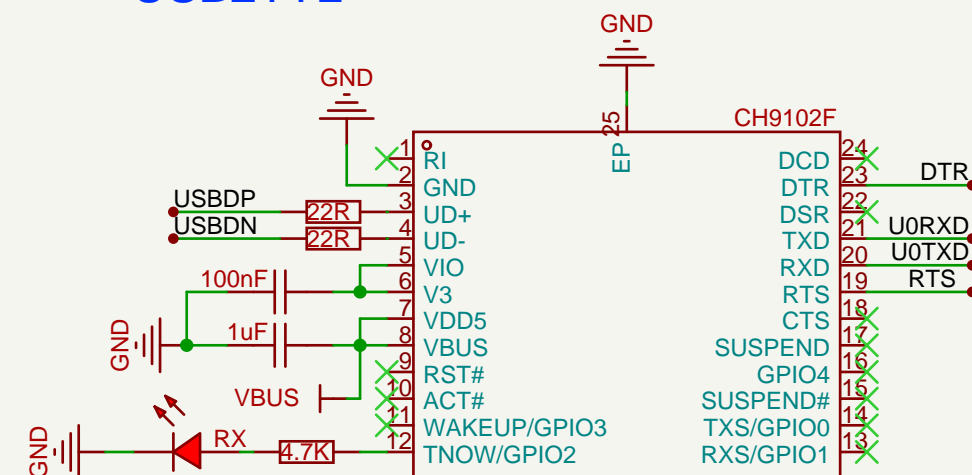 GND
GND
CH9102F
25
EP
1
RI
24
DCD
2
GND
23
DTR
DTR
USBDP
22R
3
UD+
22
DSR
USBDN
22R
4
UD-
21
TXD
U0RXD
5
VIO
20
RXD
U0TXD
100nF
6
V3
19
RTS
RTS
7
VDD5
18
CTS
GND
1uF
8
VBUS
17
SUSPEND
9
RST#
16
GPIO4
VBUS
10
ACT#
15
SUSPEND#
11
WAKEUP/GPIO3
14
TXS/GPIO0
GND
RX
4.7K
12
TNOW/GPIO2
13
RXS/GPIO1